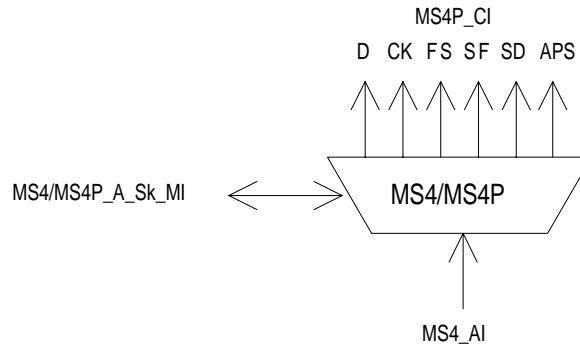 MS4P_CI
D CK FS SF SD APS
MS4/MS4P_A_Sk_MI
MS4/MS4P
MS4_AI